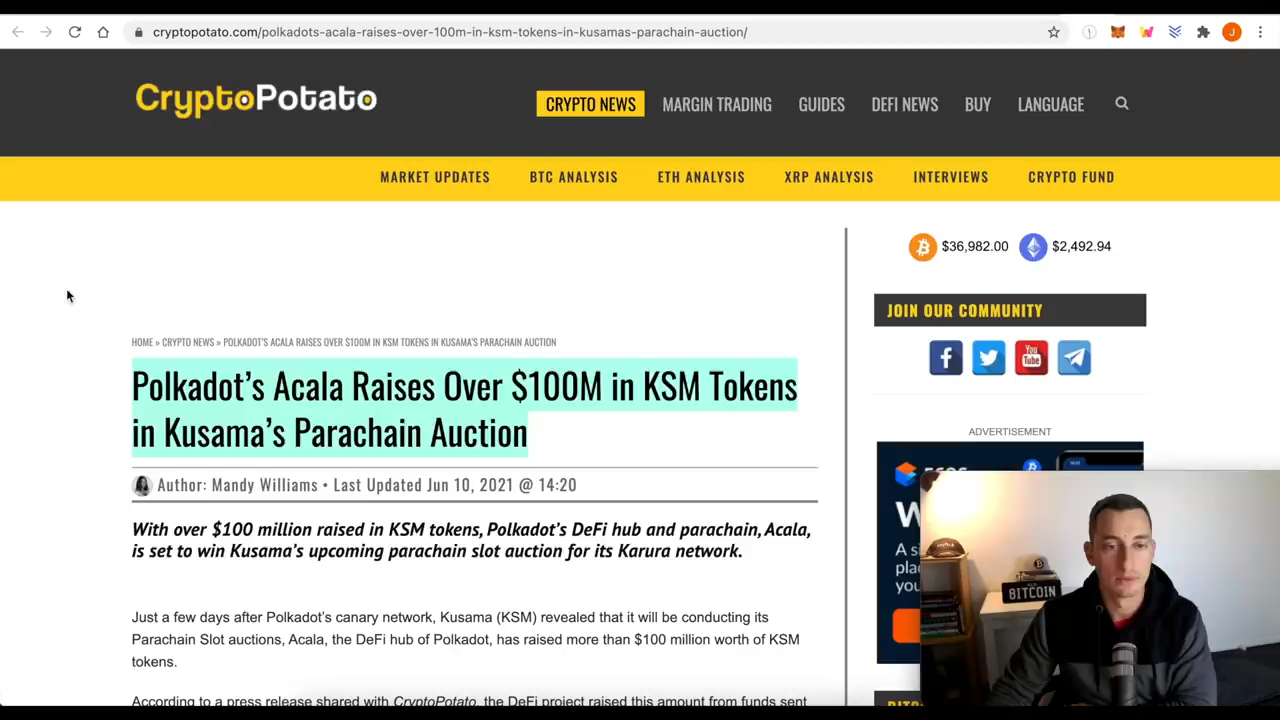 cryptopotato.com/polkadots-acala-raises-over-100m-in-ksm-tokens-in-kusamas-parachain-auction/
J
CryptoPotato
CRYPTO NEWS MARGIN TRADING GUIDES DEFI NEWS BUY LANGUAGE
MARKET UPDATES BTC ANALYSIS ETH ANALYSIS XRP ANALYSIS INTERVIEWS CRYPTO FUND
$36,982.00 $2,492.94
JOIN OUR COMMUNITY
You Tube
HOME » CRYPTO NEWS » POLKADOT'S ACALA RAISES OVER $100M IN KSM TOKENS IN KUSAMA'S PARACHAIN AUCTION
Polkadot's Acala Raises Over $100M in KSM Tokens
in Kusama's Parachain Auction
Author: Mandy Williams • Last Updated Jun 10, 2021 @ 14:20
With over $100 million raised in KSM tokens, Polkadot's DeFi hub and parachain, Acala,
is set to win Kusama's upcoming parachain slot auction for its Karura network.
Just a few days after Polkadot's canary network, Kusama (KSM) revealed that it will be conducting its
Parachain Slot auctions, Acala, the DeFi hub of Polkadot, has raised more than $100 million worth of KSM
tokens.
According to a press release shared with CryptoPotato, the DeFi project raised this amount from funds sent
ADVERTISEMENT
W
A si
plac
you
BITCOIN